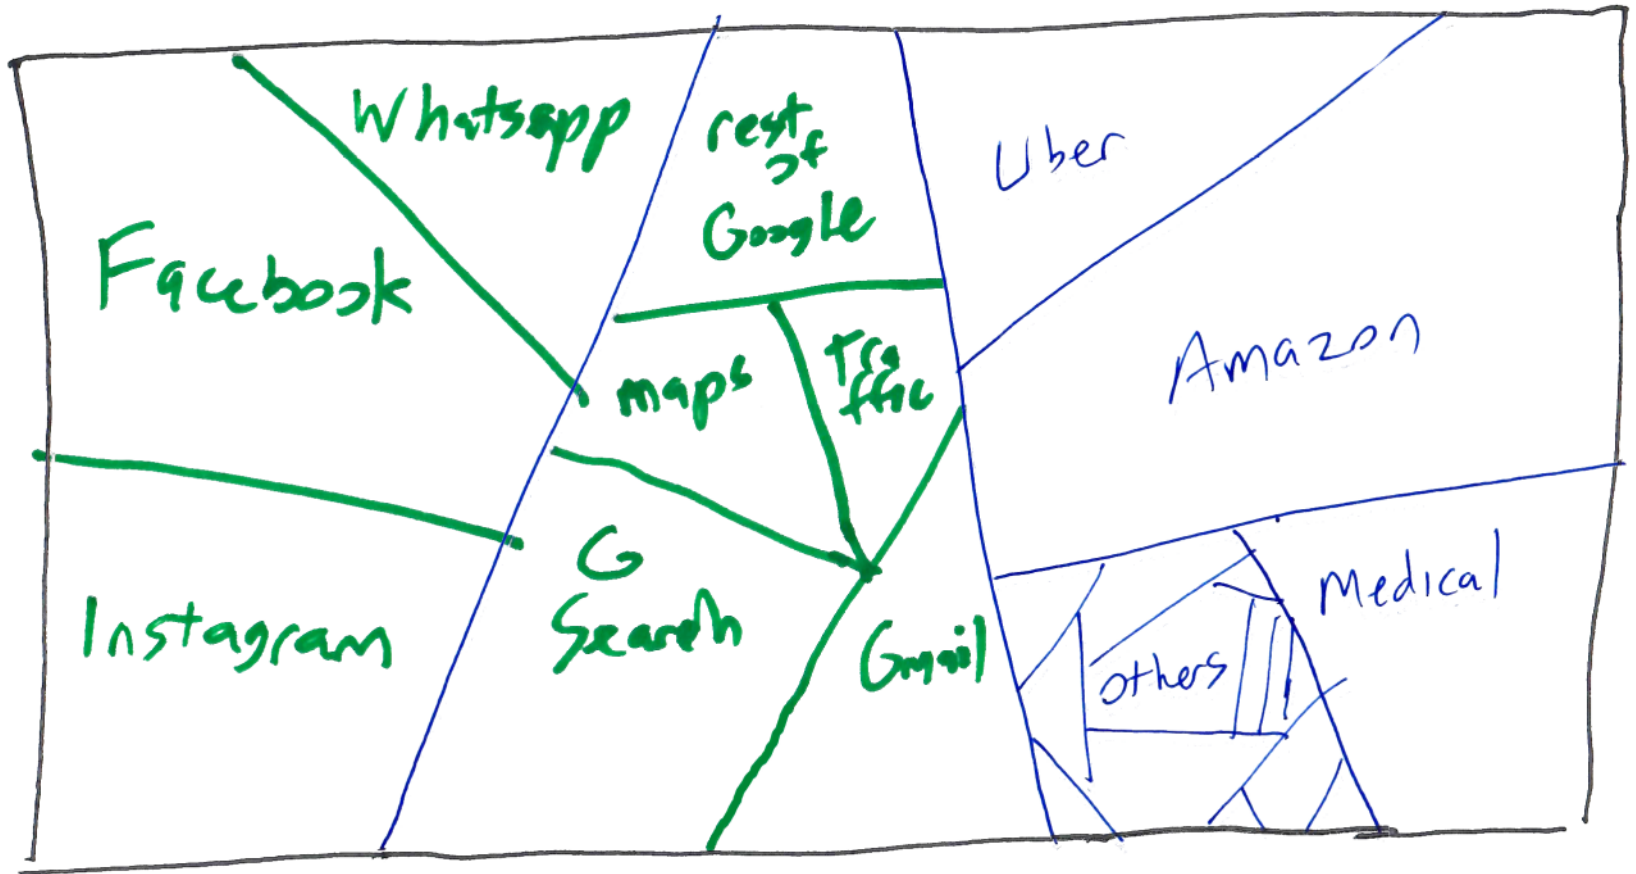 Whatsapp
Facebook
Instagram
rest
of
Google
maps
Tra
ffic
G
Search
Gmail
Uber
Amazon
Medical
others